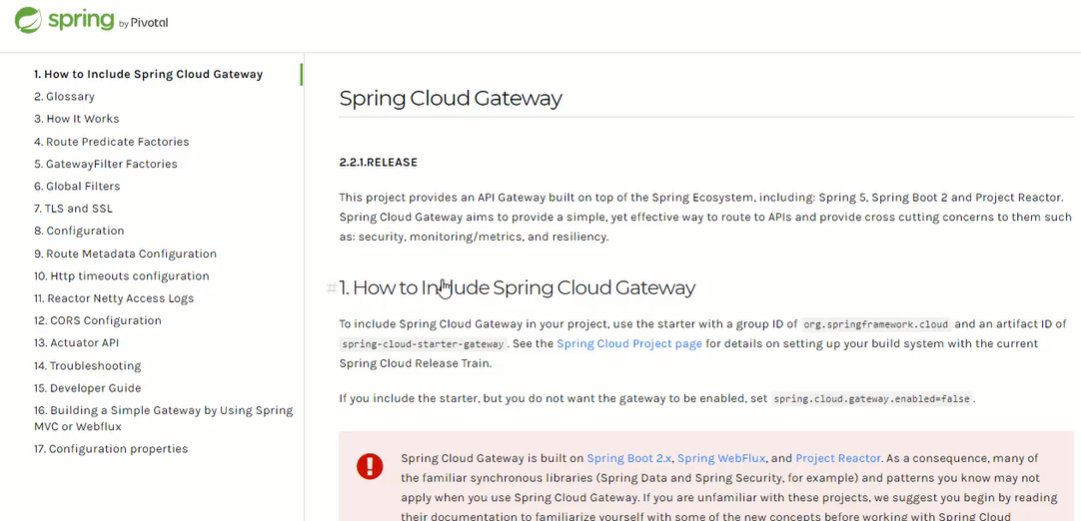 spring by Pivotal
1. How to Include Spring Cloud Gateway
2. Glossary
3. How It Works
4. Route Predicate Factories
5. GatewayFilter Factories
6. Global Filters
7. TLS and SSL
8. Configuration
9. Route Metadata Configuration
10. Http timeouts configuration
11. Reactor Netty Access Logs
12. CORS Configuration
13. Actuator API
14. Troubleshooting
15. Developer Guide
16. Building a Simple Gateway by Using Spring
MVC or Webflux
17. Configuration properties
Spring Cloud Gateway
2.2.1.RELEASE
This project provides an API Gateway built on top of the Spring Ecosystem, including: Spring 5, Spring Boot 2 and Project Reactor.
Spring Cloud Gateway aims to provide a simple, yet effective way to route to APIs and provide cross cutting concerns to them such
as: security, monitoring/metrics, and resiliency.
#1. How to Include Spring Cloud Gateway
To include Spring Cloud Gateway in your project, use the starter with a group ID of org.springframework.cloud and an artifact ID of
spring-cloud-starter-gateway. See the Spring Cloud Project page for details on setting up your build system with the current
Spring Cloud Release Train.
If you include the starter, but you do not want the gateway to be enabled, set spring.cloud.gateway.enabled=false.
Spring Cloud Gateway is built on Spring Boot 2.x, Spring WebFlux, and Project Reactor. As a consequence, many of
the familiar synchronous libraries (Spring Data and Spring Security, for example) and patterns you know may not
apply when you use Spring Cloud Gateway. If you are unfamiliar with these projects, we suggest you begin by reading
their documentation to familiarize yourself with some of the new concepts before working with Spring Cloud